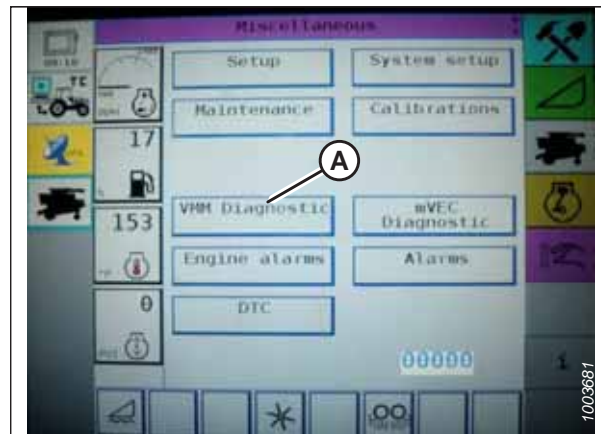 Miscellaneous
Setup
System setup
Maintenance
Calibrations
17
A
VMM Diagnostic
mVEC
Diagnostic
153
Engine alarms
Alarms
0
DTC
00000
TC
i
1003681